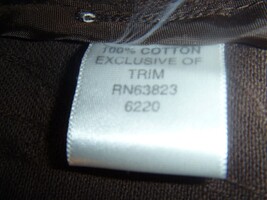 100% COTTON
EXCLUSIVE OF
TRIM
RN63823
6220